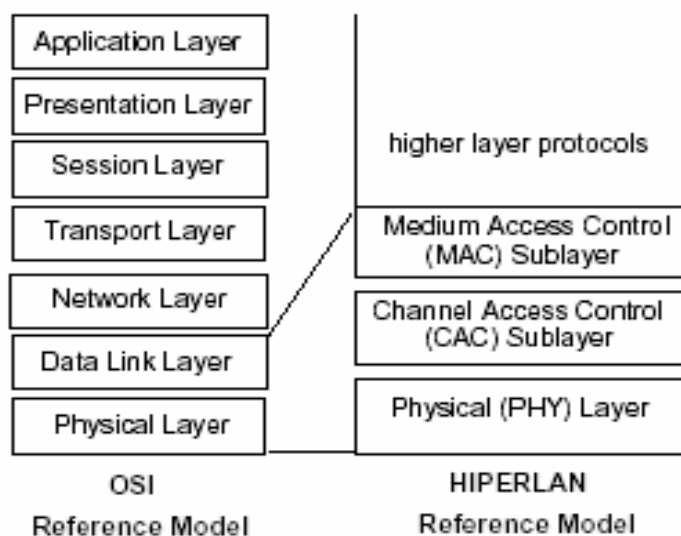 Application Layer
Presentation Layer
Session Layer
Transport Layer
Network Layer
Data Link Layer
Physical Layer
OSI
Reference Model
higher layer protocols
Medium Access Control
(MAC) Sublayer
Channel Access Control
(CAC) Sublayer
Physical (PHY) Layer
HIPERLAN
Reference Model